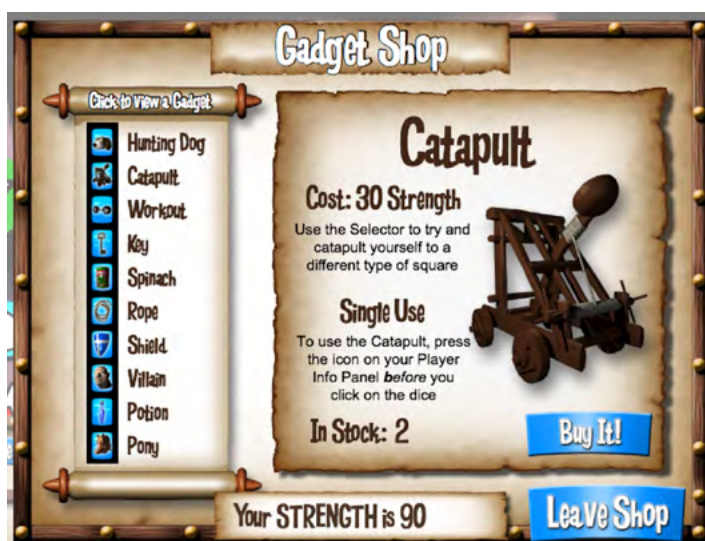 Gadget Shop
Click to view a Gadget
Hunting Dog
Catapult
Workout
Key
Spinach
Rope
Shield
Villain
Potion
Pony
Catapult
Cost: 30 Strength
Use the Selector to try and
catapult yourself to a
different type of square
Single Use
To use the Catapult, press
the icon on your Player
Info Panel before you
click on the dice
In Stock: 2
Buy It!
Your STRENGTH is 90
Leave Shop